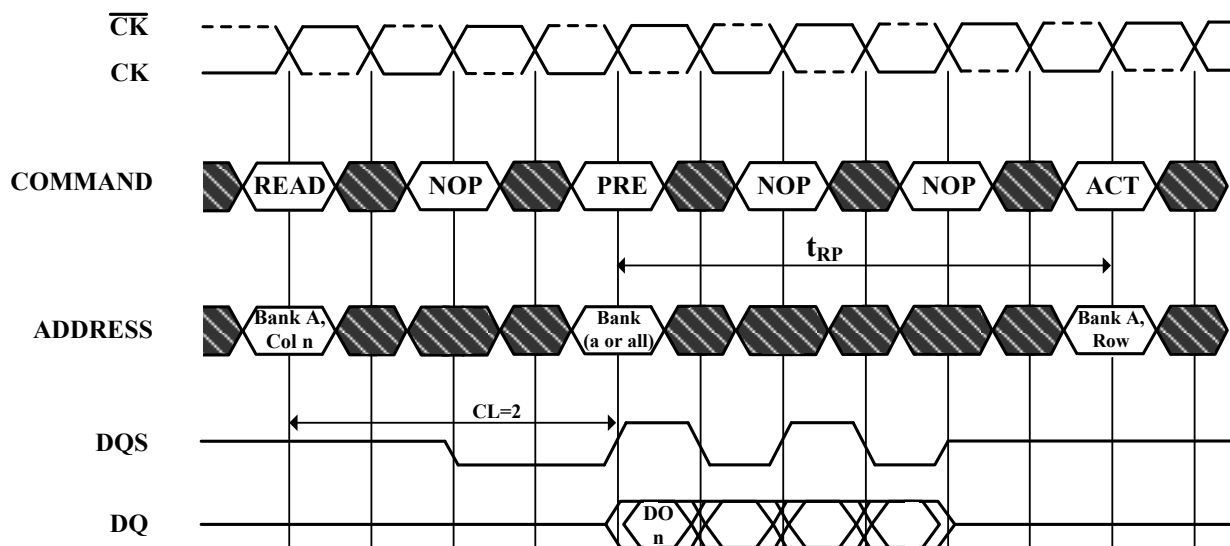 CK
CK
COMMAND
READ
NOP
PRE
NOP
NOP
ACT
tRP
ADDRESS
Bank A,
Col n
Bank
(a or all)
Bank A,
Row
CL=2
DQS
DQ
DO
n